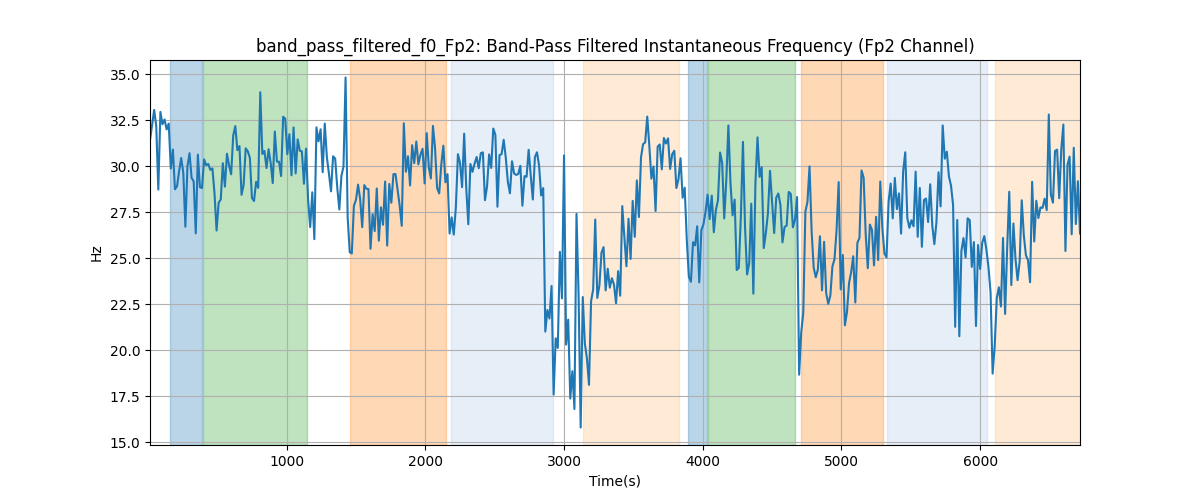 band_pass_filtered_f0_Fp2: Band-Pass Filtered Instantaneous Frequency (Fp2 Channel)
35.0
32.5
30.0
27.5
25.0
22.5
20.0
17.5
15.0
Hz
1000 2000 3000 4000 5000 6000
Time(s)